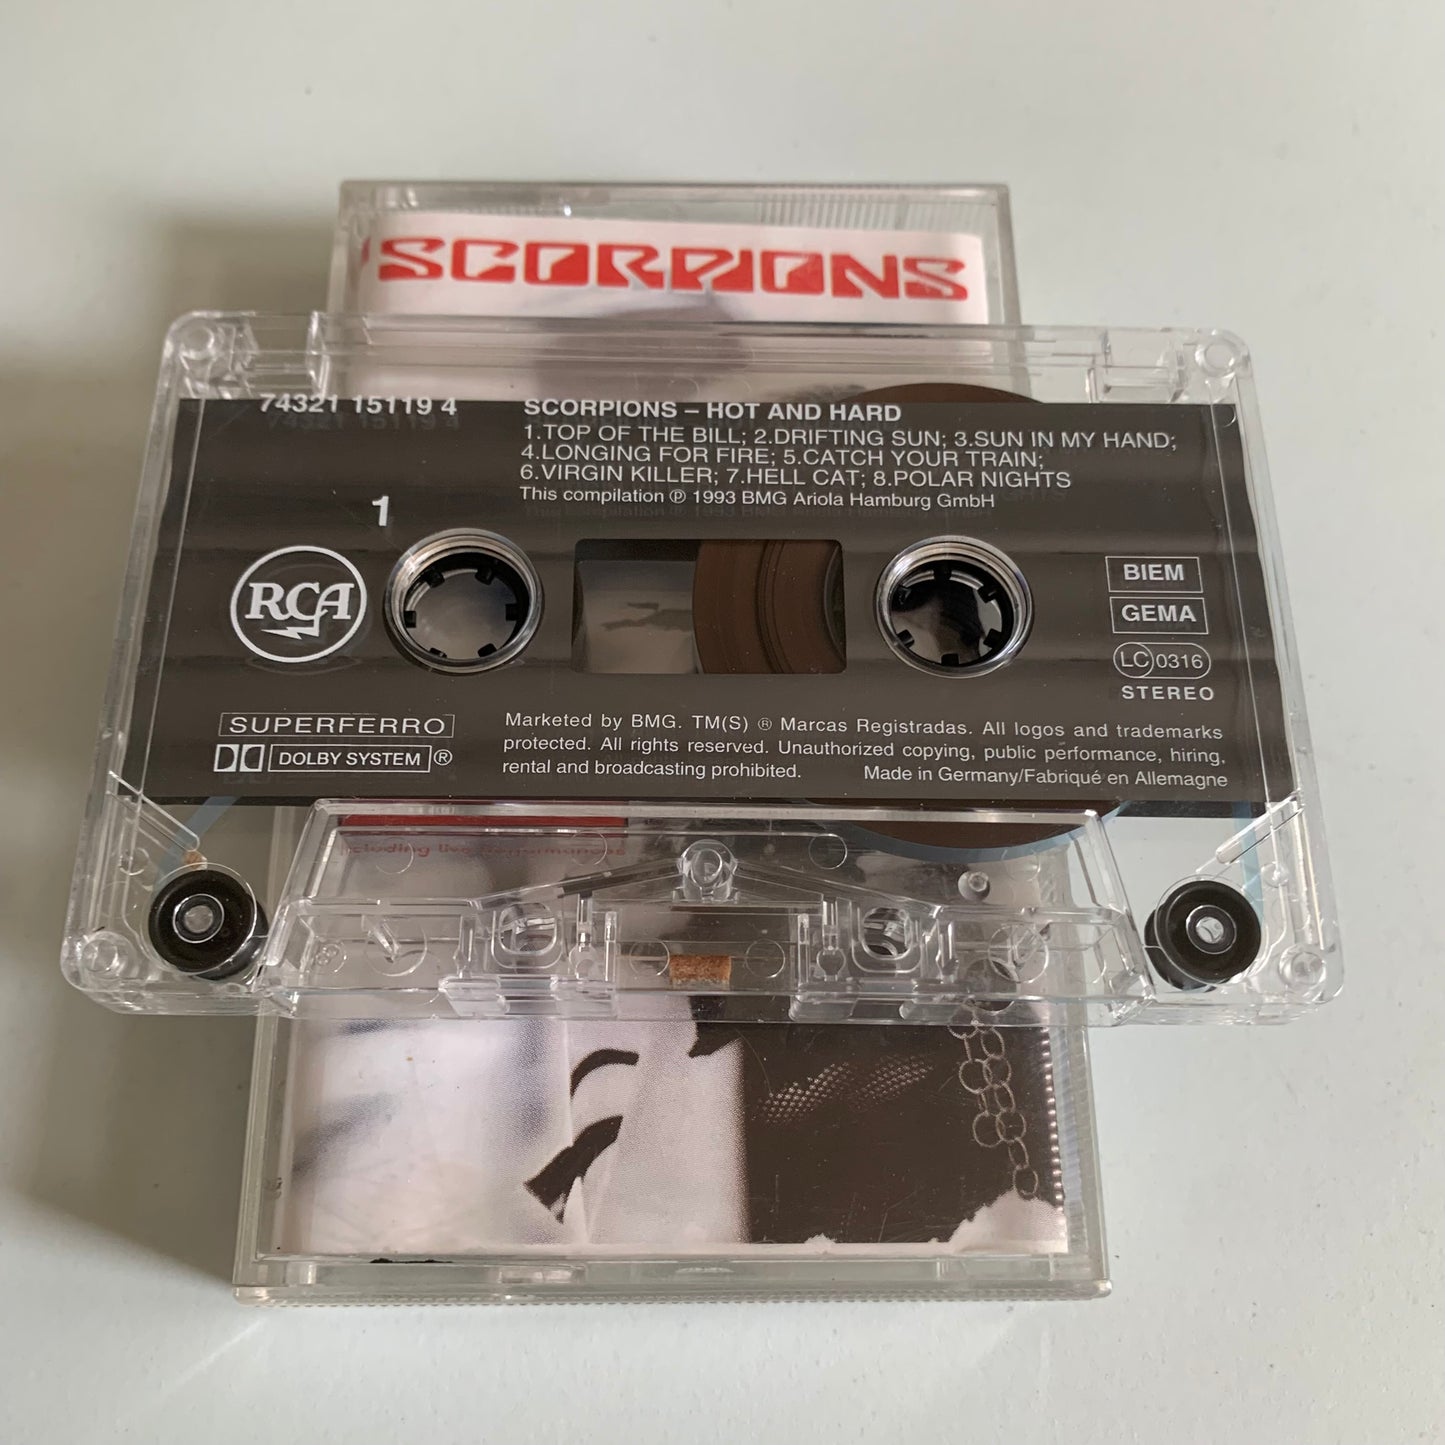 SCORPIONS
74321 15119 4
SCORPIONS – HOT AND HARD
1.TOP OF THE BILL; 2.DRIFTING SUN; 3.SUN IN MY HAND;
4.LONGING FOR FIRE; 5.CATCH YOUR TRAIN;
6.VIRGIN KILLER; 7.HELL CAT; 8.POLAR NIGHTS
This compilation ℗ 1993 BMG Ariola Hamburg GmbH
1
RCA
BIEM
GEMA
LC 0316
STEREO
SUPERFERRO
DOLBY SYSTEM ®
Marketed by BMG. TM(S) ® Marcas Registradas. All logos and trademarks
protected. All rights reserved. Unauthorized copying, public performance, hiring,
rental and broadcasting prohibited. Made in Germany/Fabriqué en Allemagne
including live performances